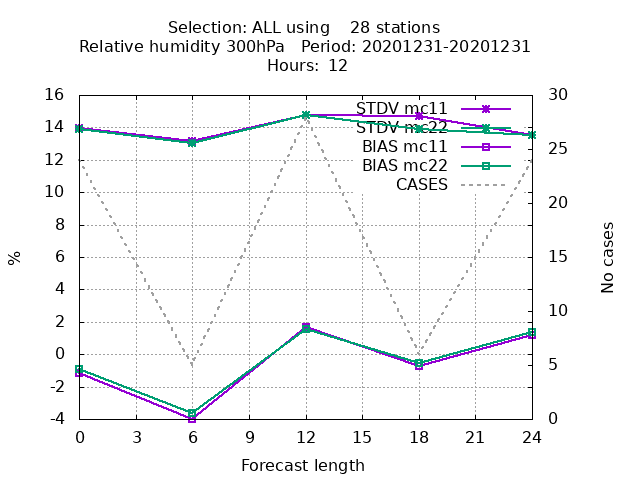 Selection: ALL using 28 stations
Relative humidity 300hPa Period: 20201231-20201231
Hours: 12
16
14
12
10
8
6
4
2
0
-2
-4
%
30
25
20
15
10
5
0
No cases
STDV mc11
STDV mc22
BIAS mc11
BIAS mc22
CASES
0 3 6 9 12 15 18 21 24
Forecast length